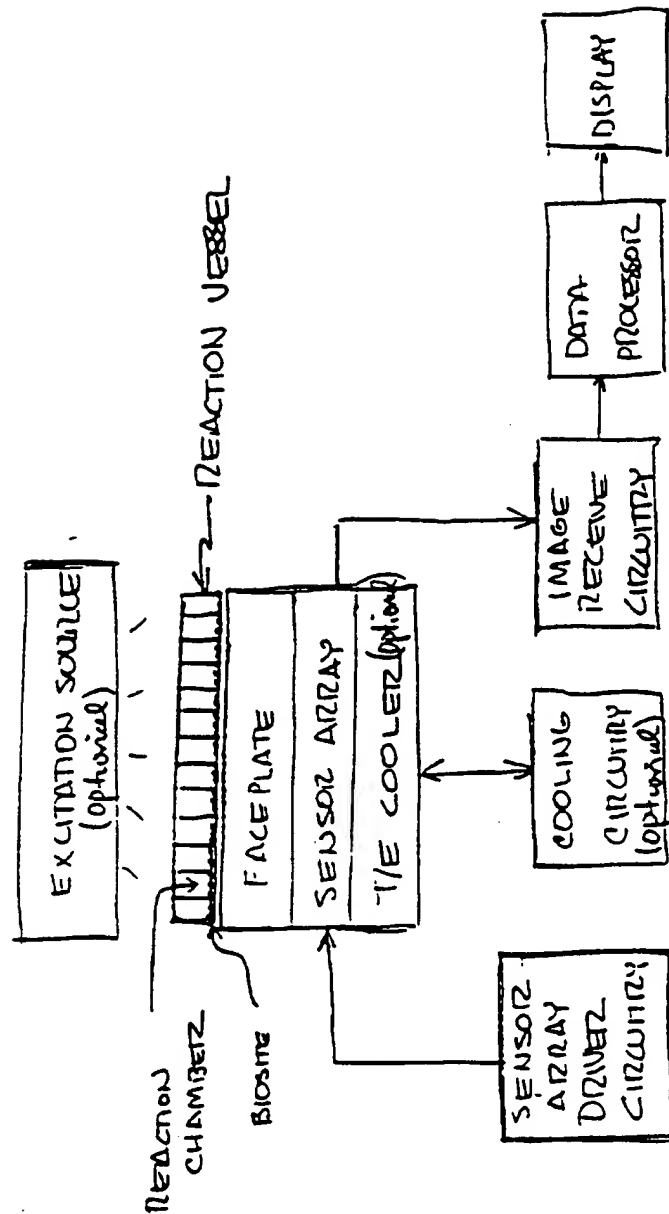 EXCITATION SOURCE
(optional)
REACTION VESSEL
REACTION
CHAMBER
BIOSITE
FACEPLATE
SENSOR ARRAY
T/E COOLER (optional)
SENSOR
ARRAY
DRIVER
CIRCUITRY
COOLING
CIRCUITRY
(optional)
IMAGE
RECEIVE
CIRCUITRY
DATA
PROCESSOR
DISPLAY